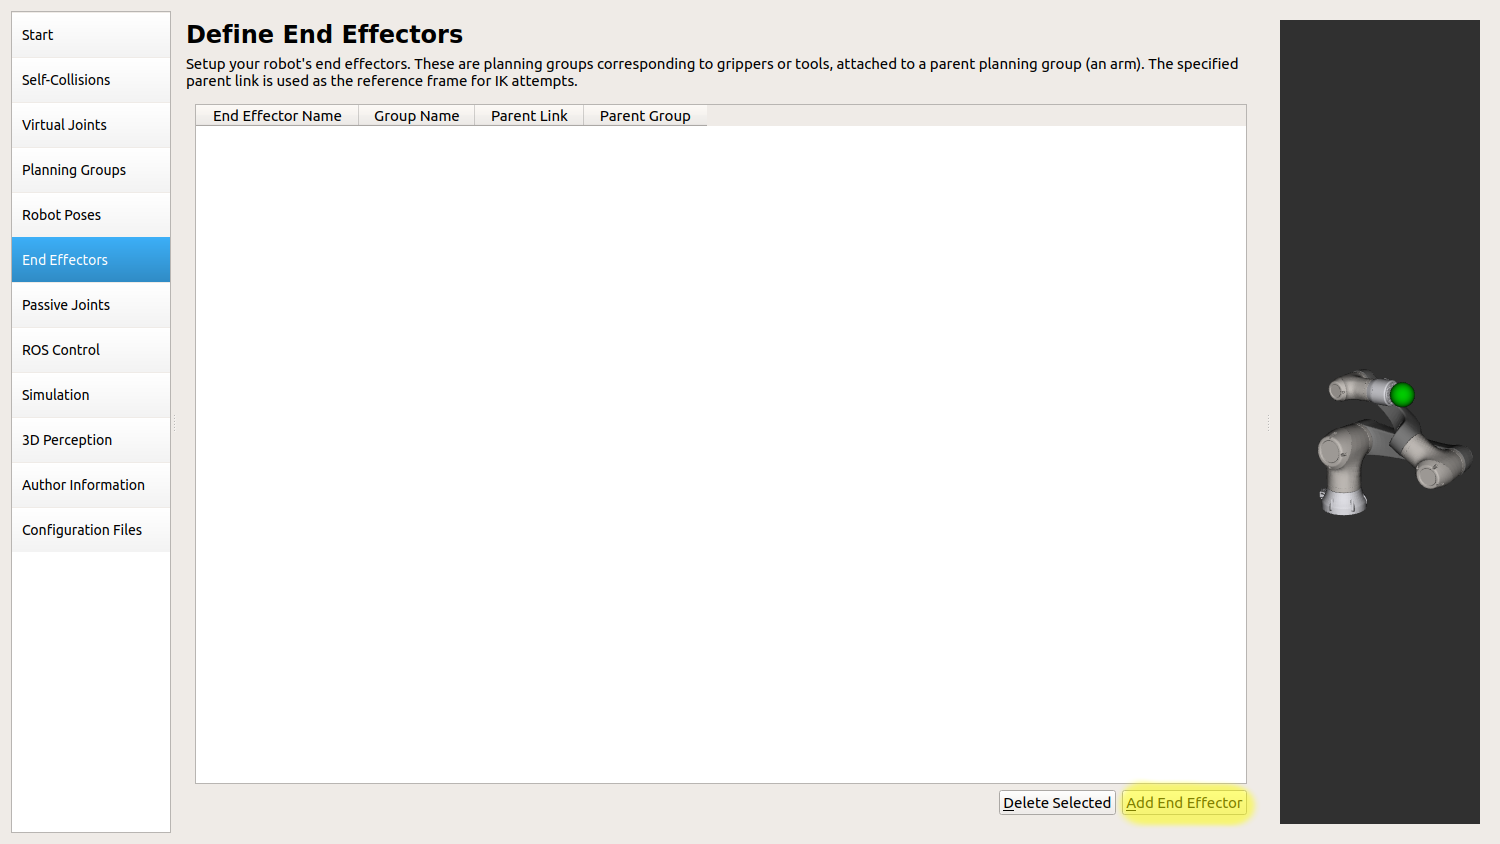 Start
Self-Collisions
Virtual Joints
Planning Groups
Robot Poses
End Effectors
Passive Joints
ROS Control
Simulation
3D Perception
Author Information
Configuration Files
Define End Effectors
Setup your robot's end effectors. These are planning groups corresponding to grippers or tools, attached to a parent planning group (an arm). The specified
parent link is used as the reference frame for IK attempts.
End Effector Name Group Name Parent Link Parent Group
Delete Selected Add End Effector